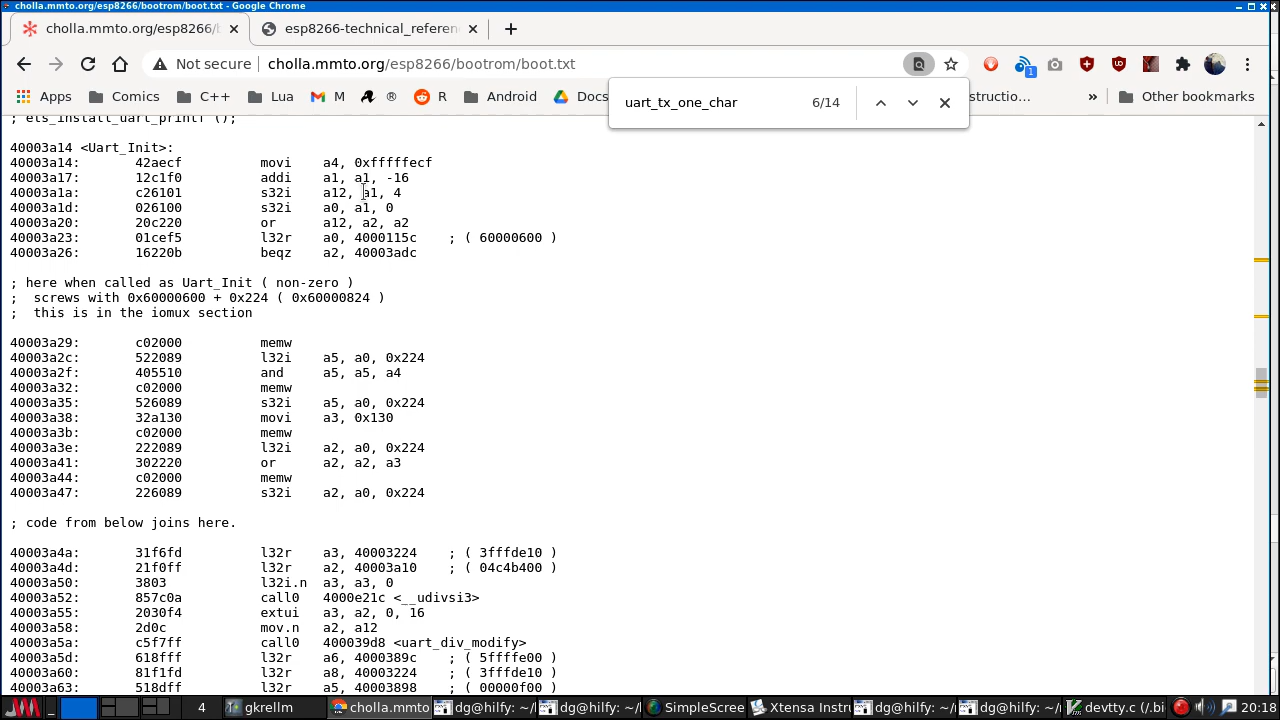 cholla.mmto.org/esp8266/bootrom/boot.txt - Google Chrome
cholla.mmto.org/esp8266/b
esp8266-technical_referen
Not secure
cholla.mmto.org/esp8266/bootrom/boot.txt
1
Apps
C++
Lua
M
R
Android
Docs
Other bookmarks
uart_tx_one_char 6/14
; ets_install_uart_printf ();
40003a14 <Uart_Init>:
40003a14: 42aecf movi a4, 0xfffffecf
40003a17: 12c1f0 addi a1, a1, -16
40003a1a: c26101 s32i a12, a1, 4
40003a1d: 026100 s32i a0, a1, 0
40003a20: 20c220 or a12, a2, a2
40003a23: 01cef5 l32r a0, 4000115c ; ( 60000600 )
40003a26: 16220b beqz a2, 40003adc
; here when called as Uart_Init ( non-zero )
; screws with 0x60000600 + 0x224 ( 0x60000824 )
; this is in the iomux section
40003a29: c02000 memw
40003a2c: 522089 l32i a5, a0, 0x224
40003a2f: 405510 and a5, a5, a4
40003a32: c02000 memw
40003a35: 526089 s32i a5, a0, 0x224
40003a38: 32a130 movi a3, 0x130
40003a3b: c02000 memw
40003a3e: 222089 l32i a2, a0, 0x224
40003a41: 302220 or a2, a2, a3
40003a44: c02000 memw
40003a47: 226089 s32i a2, a0, 0x224
; code from below joins here.
40003a4a: 31f6fd l32r a3, 40003224 ; ( 3fffde10 )
40003a4d: 21f0ff l32r a2, 40003a10 ; ( 04c4b400 )
40003a50: 3803 l32i.n a3, a3, 0
40003a52: 857c0a call0 4000e21c <__udivsi3>
40003a55: 2030f4 extui a3, a2, 0, 16
40003a58: 2d0c mov.n a2, a12
40003a5a: c5f7ff call0 400039d8 <uart_div_modify>
40003a5d: 618fff l32r a6, 4000389c ; ( 5ffffe00 )
40003a60: 81f1fd l32r a8, 40003224 ; ( 3fffde10 )
40003a63: 518dff l32r a5, 40003898 ; ( 00000f00 )
4
gkrellm
cholla.mmto
dg@hilfy: ~/
dg@hilfy: ~/
SimpleScree
Xtensa Instru
dg@hilfy: ~/
dg@hilfy: ~/
devtty.c (/.bi
20:18